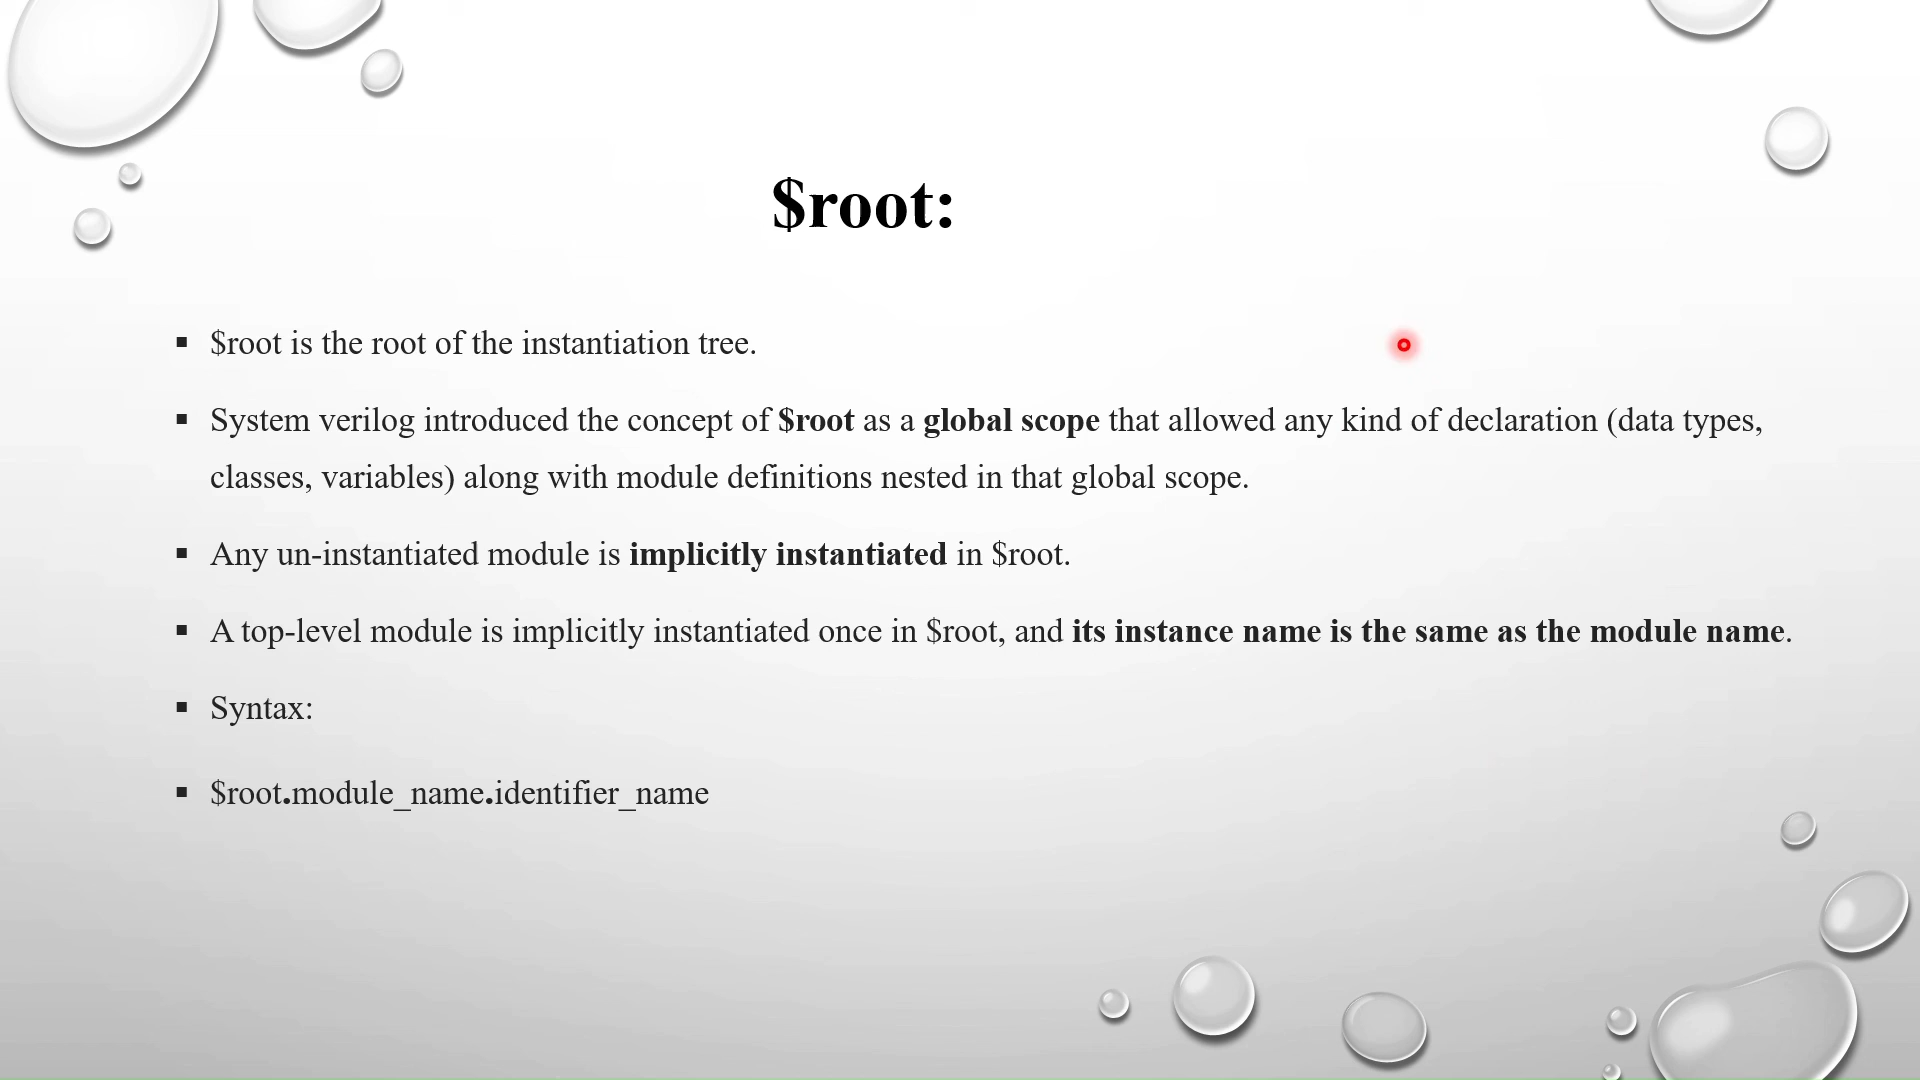 $root:
▪ $root is the root of the instantiation tree.
▪ System verilog introduced the concept of $root as a global scope that allowed any kind of declaration (data types,
classes, variables) along with module definitions nested in that global scope.
▪ Any un-instantiated module is implicitly instantiated in $root.
▪ A top-level module is implicitly instantiated once in $root, and its instance name is the same as the module name.
▪ Syntax:
▪ $root.module_name.identifier_name